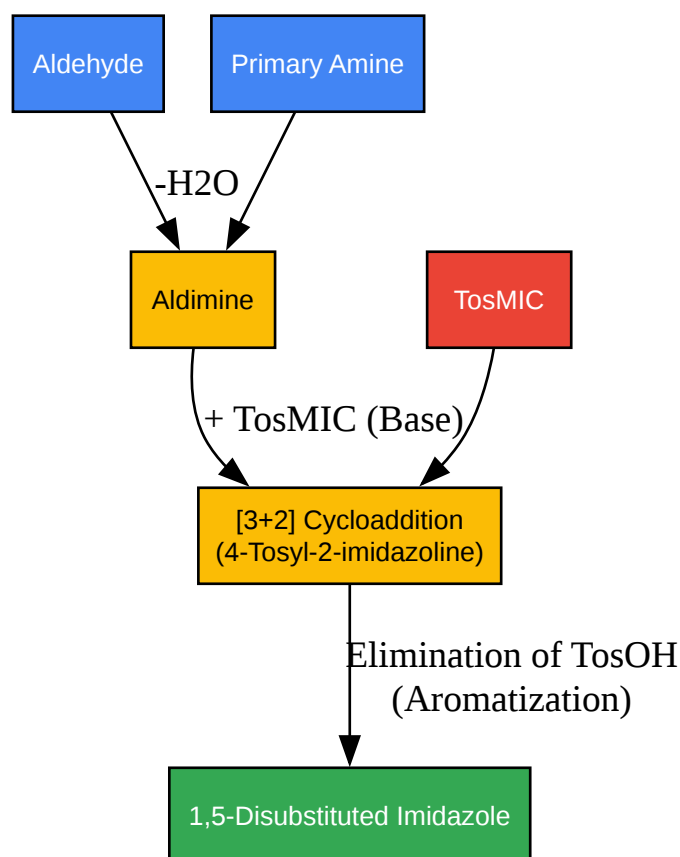 Aldehyde
Primary Amine
-H2O
Aldimine
TosMIC
+ TosMIC (Base)
[3+2] Cycloaddition
(4-Tosyl-2-imidazoline)
Elimination of TosOH
(Aromatization)
1,5-Disubstituted Imidazole